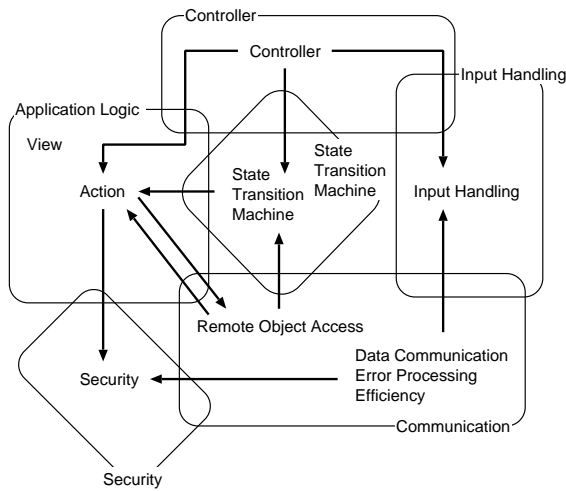 Controller
Controller
Input Handling
Application Logic
View
State
Transition
Machine
State
Transition
Machine
Action
Input Handling
Remote Object Access
Data Communication
Error Processing
Efficiency
Security
Communication
Security